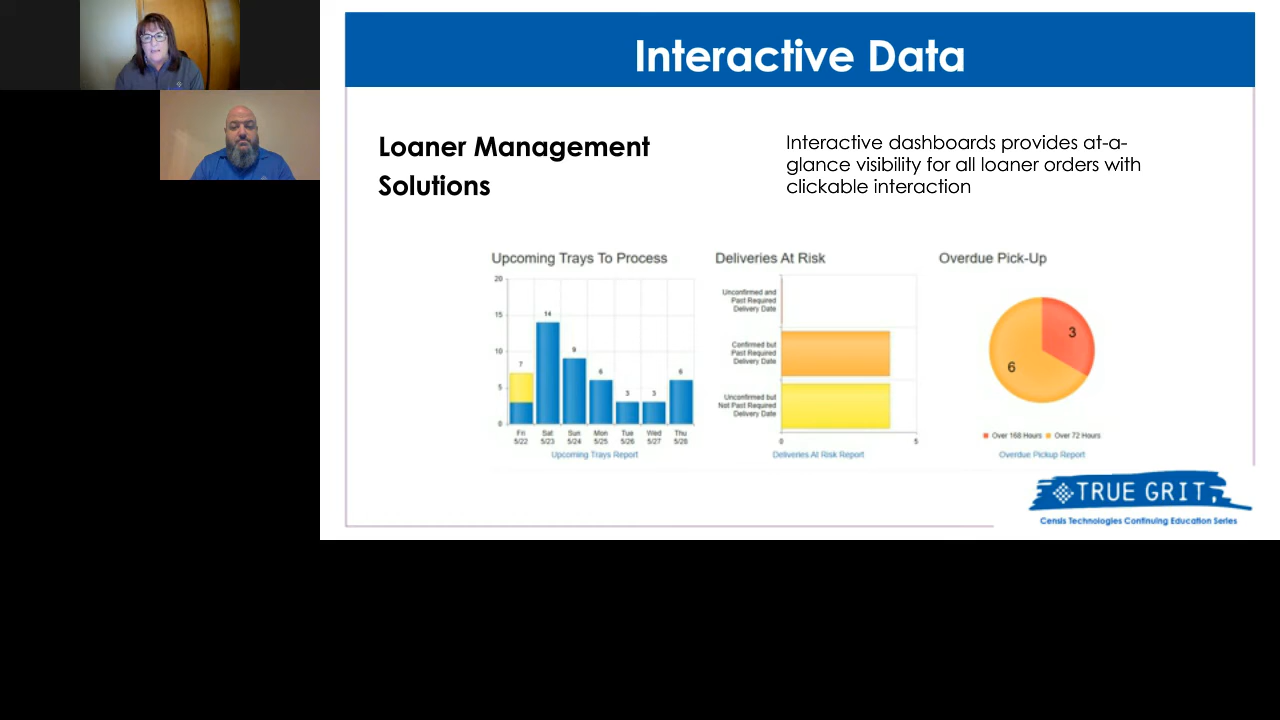 Interactive Data
Loaner Management
Solutions
Interactive dashboards provides at-a-
glance visibility for all loaner orders with
clickable interaction
Upcoming Trays To Process
20
15
10
5
0
7
14
9
6
3
3
6
Fri
5/22
Sat
5/23
Sun
5/24
Mon
5/25
Tue
5/26
Wed
5/27
Thu
5/28
Upcoming Trays Report
Deliveries At Risk
Unconfirmed and
Past Required
Delivery Date
Confirmed but
Past Required
Delivery Date
Unconfirmed but
Not Past Required
Delivery Date
0
5
Deliveries At Risk Report
Overdue Pick-Up
3
6
Over 168 Hours
Over 72 Hours
Overdue Pickup Report
TRUE GRIT
Censis Technologies Continuing Education Series